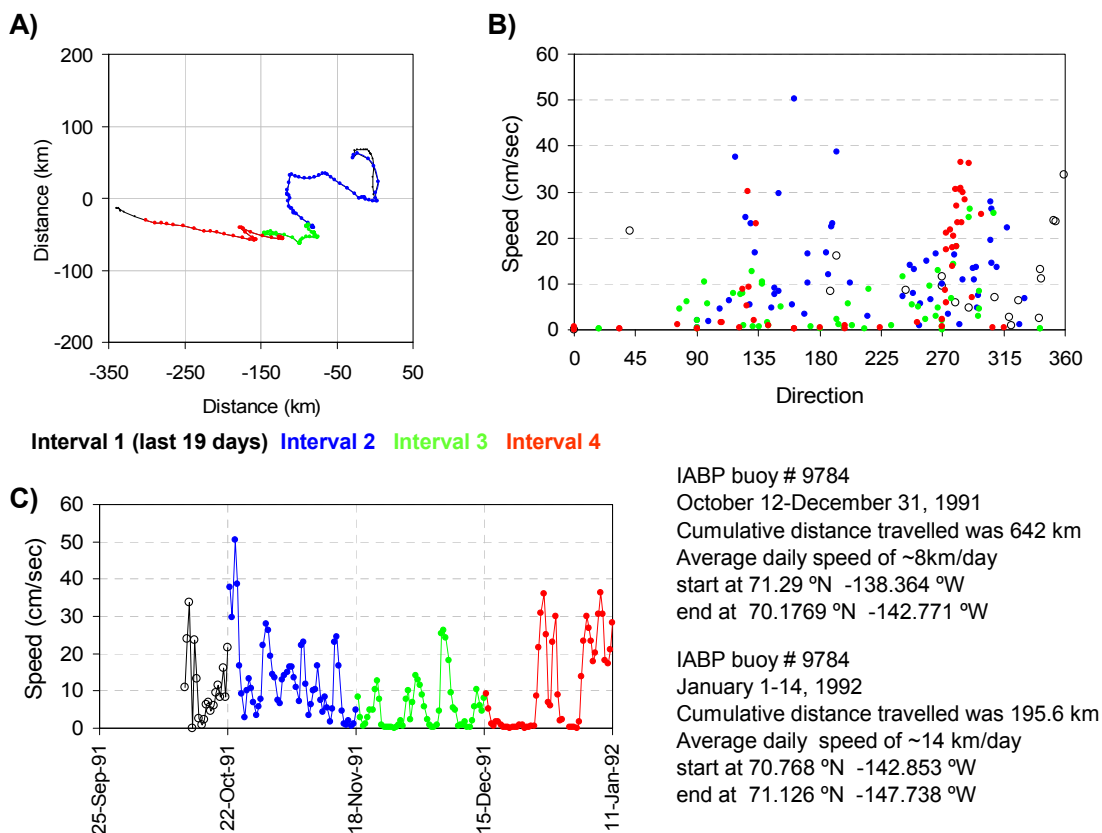 A)
200
100
0
-100
-200
Distance (km)
-350 -250 -150 -50 50
Distance (km)
B)
60
50
40
30
20
10
0
Speed (cm/sec)
0 45 90 135 180 225 270 315 360
Direction
Interval 1 (last 19 days) Interval 2 Interval 3 Interval 4
C)
60
50
40
30
20
10
0
Speed (cm/sec)
25-Sep-91
22-Oct-91
18-Nov-91
15-Dec-91
11-Jan-92
IABP buoy # 9784
October 12-December 31, 1991
Cumulative distance travelled was 642 km
Average daily speed of ~8km/day
start at 71.29 ºN -138.364 ºW
end at 70.1769 ºN -142.771 ºW
IABP buoy # 9784
January 1-14, 1992
Cumulative distance travelled was 195.6 km
Average daily speed of ~14 km/day
start at 70.768 ºN -142.853 ºW
end at 71.126 ºN -147.738 ºW